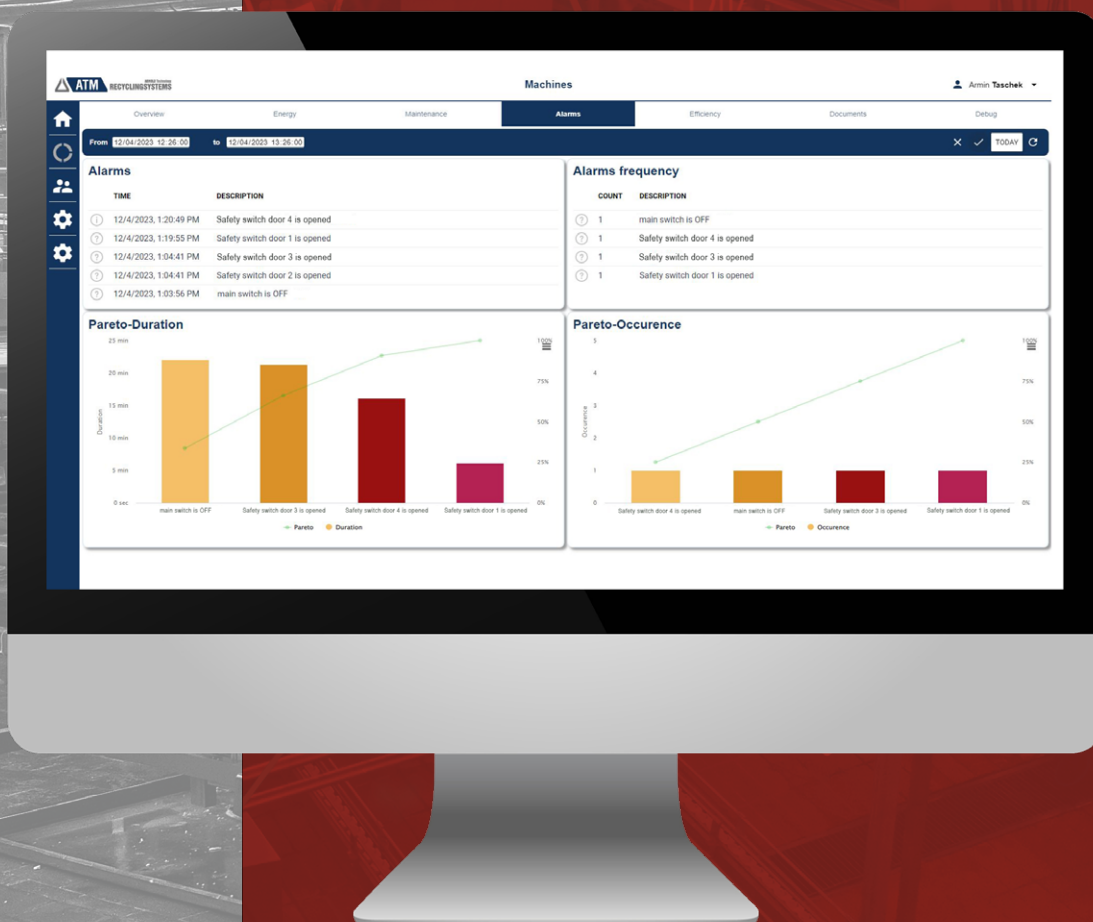 ATM RECYCLINGSYSTEMS
Machines
Armin Taschek
Overview Energy Maintenance Alarms Efficiency Documents Debug
From 12/04/2023 12:26:00 to 12/04/2023 13:26:00 TODAY
Alarms
TIME DESCRIPTION
12/4/2023, 1:20:49 PM Safety switch door 4 is opened
12/4/2023, 1:19:55 PM Safety switch door 1 is opened
12/4/2023, 1:04:41 PM Safety switch door 3 is opened
12/4/2023, 1:04:41 PM Safety switch door 2 is opened
12/4/2023, 1:03:56 PM main switch is OFF
Alarms frequency
COUNT DESCRIPTION
1 main switch is OFF
1 Safety switch door 4 is opened
1 Safety switch door 3 is opened
1 Safety switch door 1 is opened
Pareto-Duration
25 min
20 min
15 min
10 min
5 min
0 sec
Duration
100%
75%
50%
25%
0%
main switch is OFF Safety switch door 3 is opened Safety switch door 4 is opened Safety switch door 1 is opened
Pareto Duration
Pareto-Occurence
5
4
3
2
1
0
Occurence
100%
75%
50%
25%
0%
Safety switch door 4 is opened main switch is OFF Safety switch door 3 is opened Safety switch door 1 is opened
Pareto Occurence